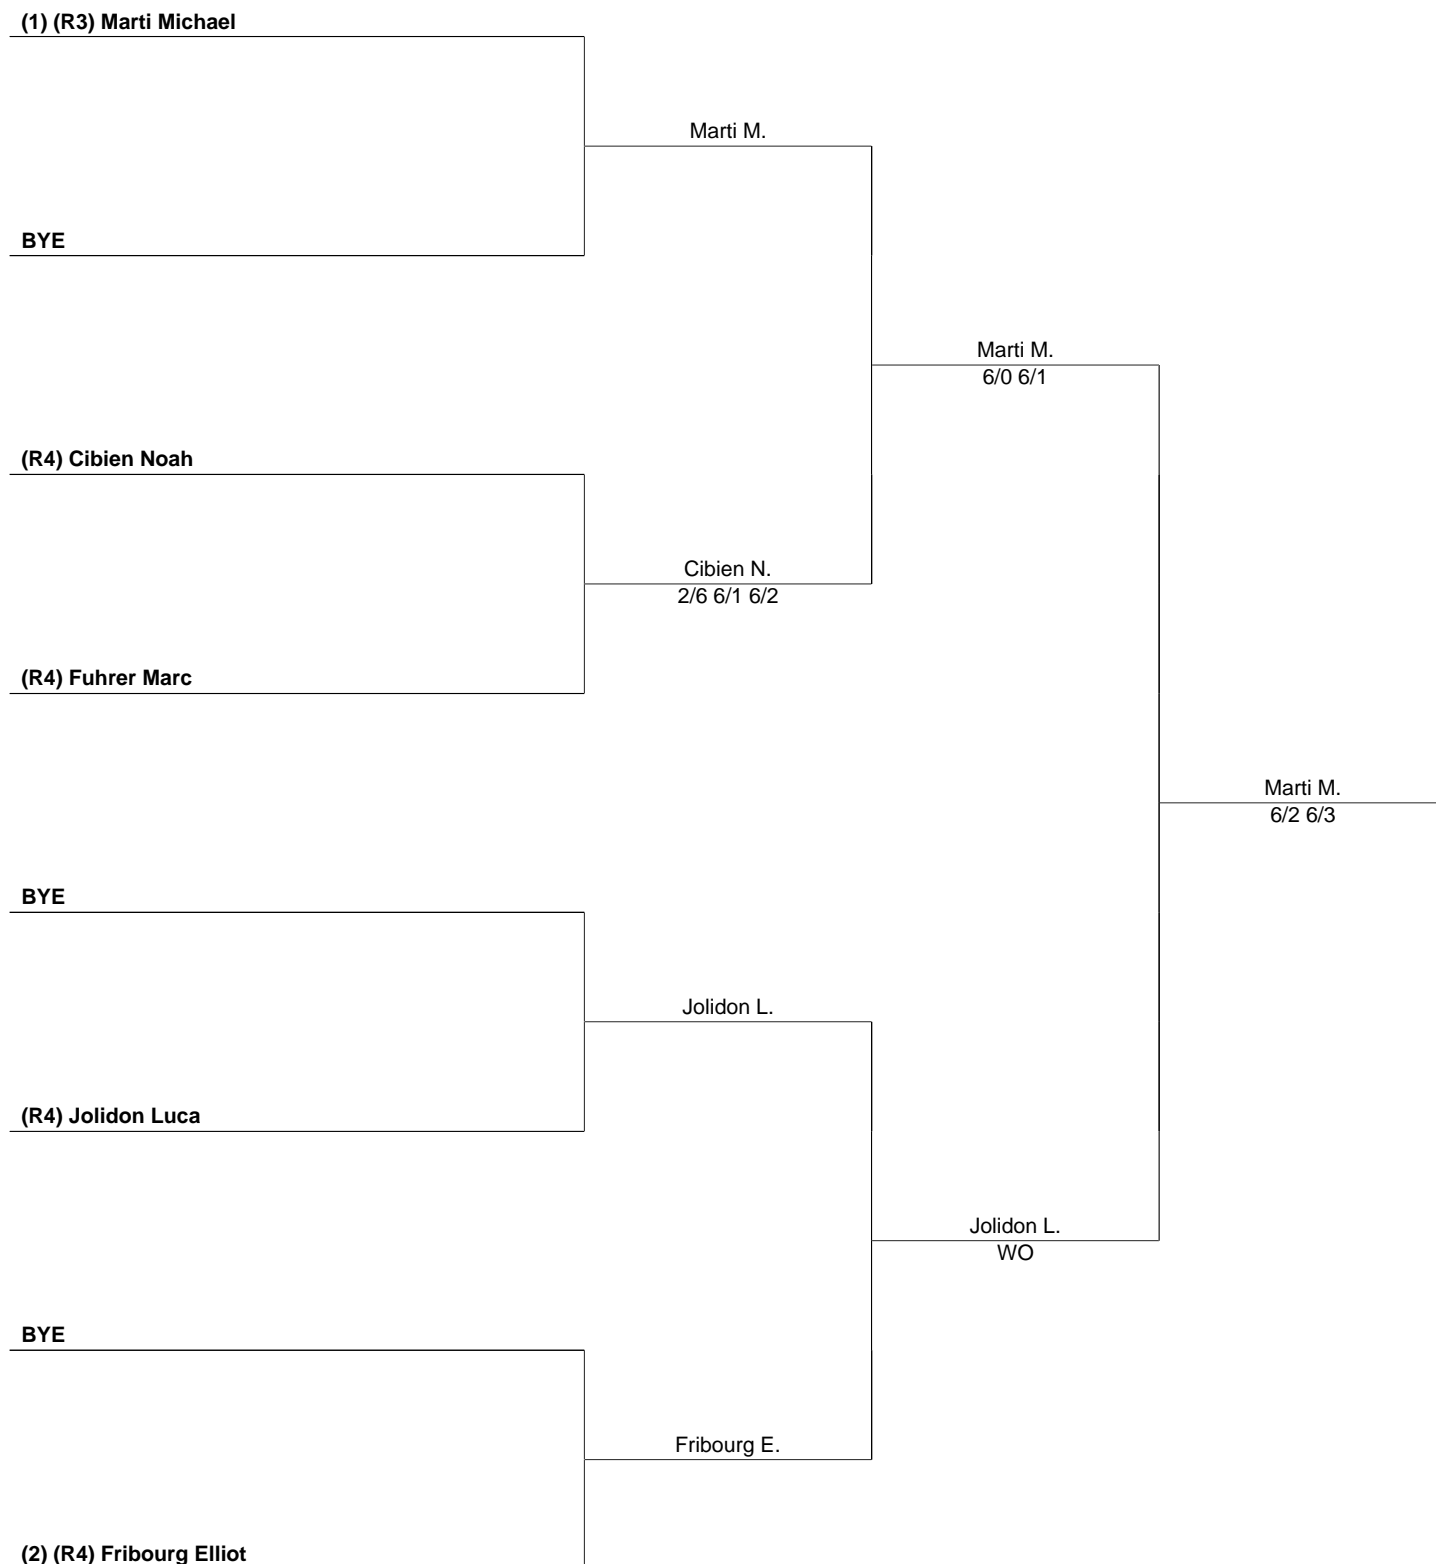 (1) (R3) Marti Michael
Marti M.
BYE
Marti M.
6/0 6/1
(R4) Cibien Noah
Cibien N.
2/6 6/1 6/2
(R4) Fuhrer Marc
Marti M.
6/2 6/3
BYE
Jolidon L.
(R4) Jolidon Luca
Jolidon L.
WO
BYE
Fribourg E.
(2) (R4) Fribourg Elliot